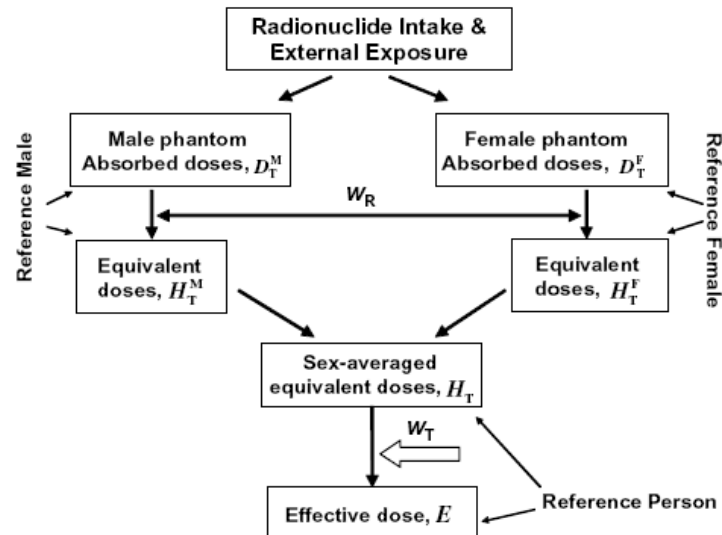 Radionuclide Intake &
External Exposure
Male phantom
Absorbed doses, D_T^M
Female phantom
Absorbed doses, D_T^F
Reference Male
Reference Female
W_R
Equivalent
doses, H_T^M
Equivalent
doses, H_T^F
Sex-averaged
equivalent doses, H_T
W_T
Effective dose, E
Reference Person